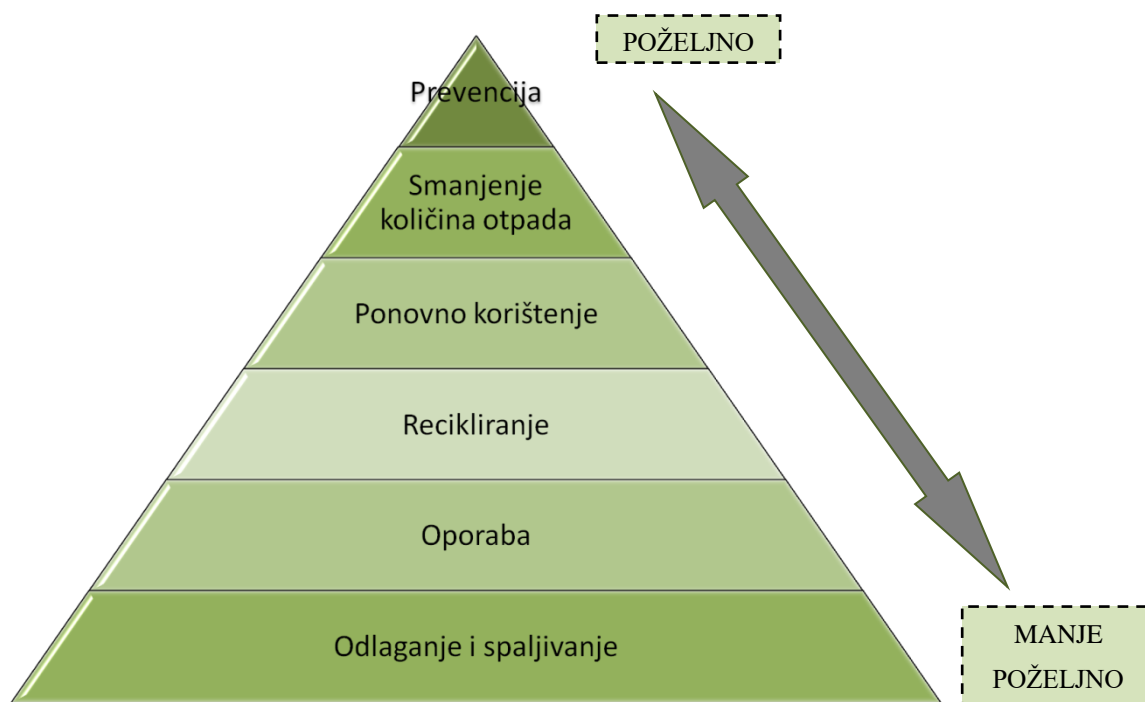 POŽELJNO
Prevencija
Smanjenje
količina otpada
Ponovno korištenje
Recikliranje
Oporaba
Odlaganje i spaljivanje
MANJE
POŽELJNO